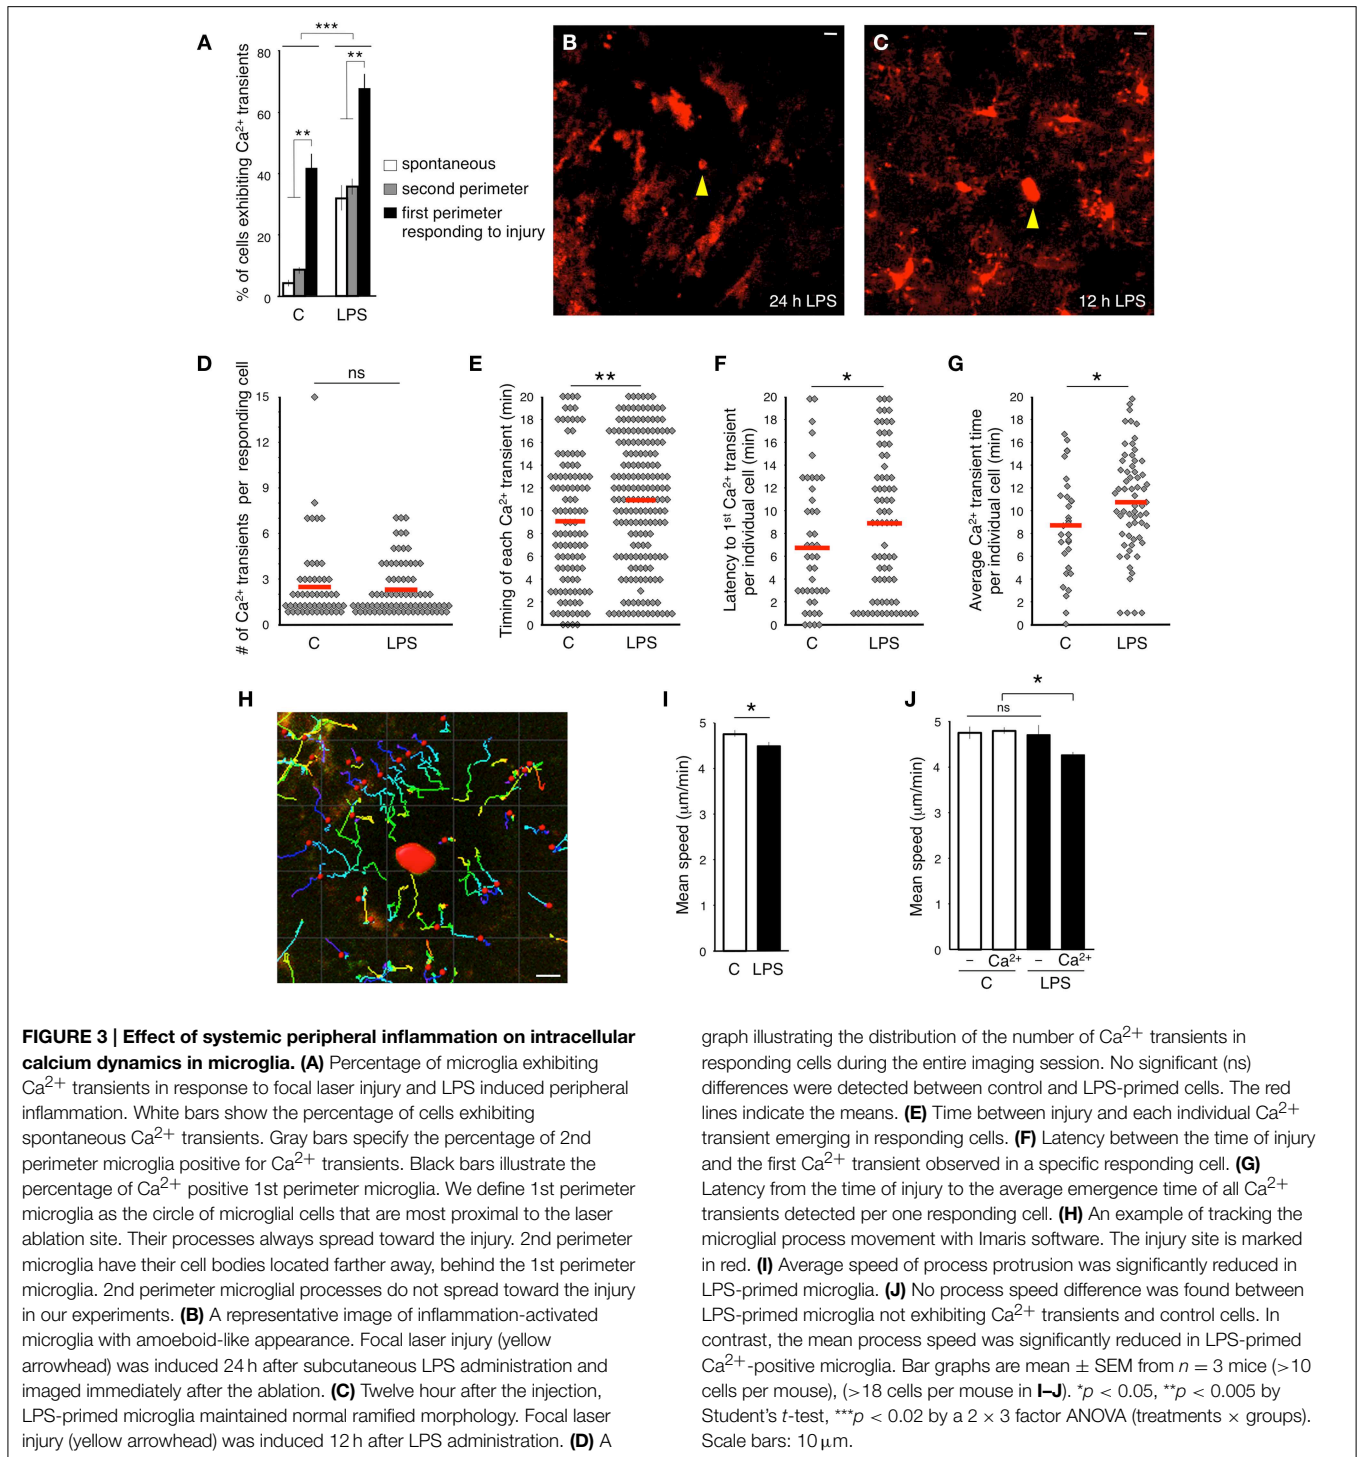 A
% of cells exhibiting Ca²⁺ transients
80
60
40
20
0
***
**
**
C
LPS
spontaneous
second perimeter
first perimeter
responding to injury
B
24 h LPS
C
12 h LPS
D
# of Ca²⁺ transients per responding cell
15
12
9
6
3
0
ns
C
LPS
E
Timing of each Ca²⁺ transient (min)
20
18
16
14
12
10
8
6
4
2
0
**
C
LPS
F
Latency to 1st Ca²⁺ transient
per individual cell (min)
20
18
16
14
12
10
8
6
4
2
0
*
C
LPS
G
Average Ca²⁺ transient time
per individual cell (min)
20
18
16
14
12
10
8
6
4
2
0
*
C
LPS
H
I
Mean speed (µm/min)
5
4
3
2
1
0
*
C LPS
J
Mean speed (µm/min)
5
4
3
2
1
0
ns
*
– Ca²⁺ – Ca²⁺
C LPS
FIGURE 3 | Effect of systemic peripheral inflammation on intracellular
calcium dynamics in microglia. (A) Percentage of microglia exhibiting
Ca²⁺ transients in response to focal laser injury and LPS induced peripheral
inflammation. White bars show the percentage of cells exhibiting
spontaneous Ca²⁺ transients. Gray bars specify the percentage of 2nd
perimeter microglia positive for Ca²⁺ transients. Black bars illustrate the
percentage of Ca²⁺ positive 1st perimeter microglia. We define 1st perimeter
microglia as the circle of microglial cells that are most proximal to the laser
ablation site. Their processes always spread toward the injury. 2nd perimeter
microglia have their cell bodies located farther away, behind the 1st perimeter
microglia. 2nd perimeter microglial processes do not spread toward the injury
in our experiments. (B) A representative image of inflammation-activated
microglia with amoeboid-like appearance. Focal laser injury (yellow
arrowhead) was induced 24 h after subcutaneous LPS administration and
imaged immediately after the ablation. (C) Twelve hour after the injection,
LPS-primed microglia maintained normal ramified morphology. Focal laser
injury (yellow arrowhead) was induced 12 h after LPS administration. (D) A
graph illustrating the distribution of the number of Ca²⁺ transients in
responding cells during the entire imaging session. No significant (ns)
differences were detected between control and LPS-primed cells. The red
lines indicate the means. (E) Time between injury and each individual Ca²⁺
transient emerging in responding cells. (F) Latency between the time of injury
and the first Ca²⁺ transient observed in a specific responding cell. (G)
Latency from the time of injury to the average emergence time of all Ca²⁺
transients detected per one responding cell. (H) An example of tracking the
microglial process movement with Imaris software. The injury site is marked
in red. (I) Average speed of process protrusion was significantly reduced in
LPS-primed microglia. (J) No process speed difference was found between
LPS-primed microglia not exhibiting Ca²⁺ transients and control cells. In
contrast, the mean process speed was significantly reduced in LPS-primed
Ca²⁺-positive microglia. Bar graphs are mean ± SEM from n = 3 mice (>10
cells per mouse), (>18 cells per mouse in I–J). *p < 0.05, **p < 0.005 by
Student's t-test, ***p < 0.02 by a 2 × 3 factor ANOVA (treatments × groups).
Scale bars: 10 µm.